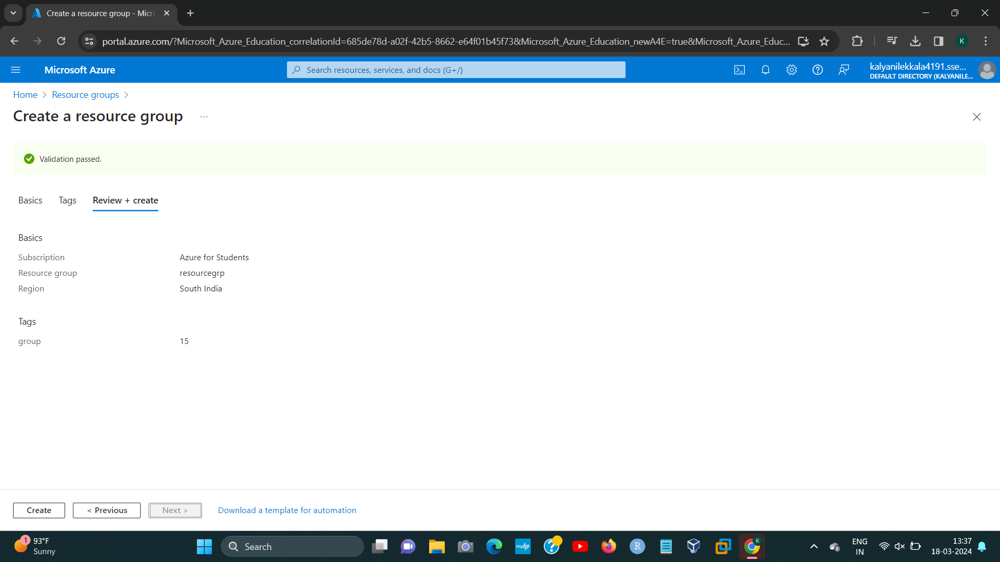 Create a resource group - Micro
portal.azure.com/?Microsoft_Azure_Education_correlationId=685de78d-a02f-42b5-8662-e64f01b45f73&Microsoft_Azure_Education_newA4E=true&Microsoft_Azure_Educ...
K
Microsoft Azure
Search resources, services, and docs (G+/)
kalyanilekkala4191.sse...
DEFAULT DIRECTORY (KALYANILE...
Home > Resource groups >
Create a resource group ...
Validation passed.
Basics Tags Review + create
Basics
Subscription Azure for Students
Resource group resourcegrp
Region South India
Tags
group 15
Create < Previous Next > Download a template for automation
1 93°F
Sunny
Search
myhp
R
K
ENG
IN
13:37
18-03-2024